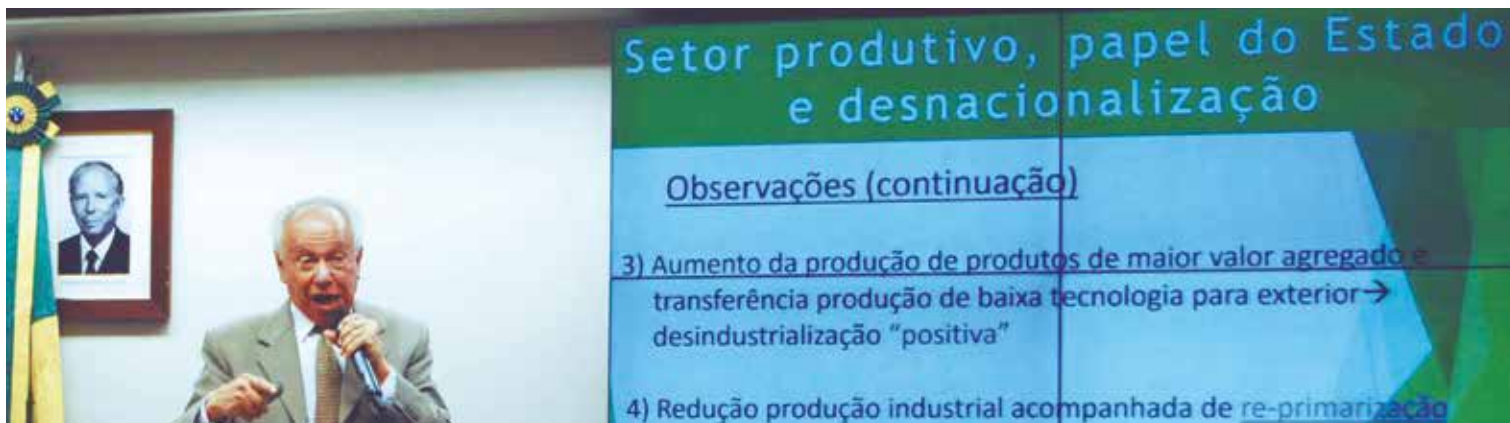 Setor produtivo, papel do Estado
e desnacionalização
Observações (continuação)
3) Aumento da produção de produtos de maior valor agregado e
transferência produção de baixa tecnologia para exterior→
desindustrialização “positiva”
4) Redução produção industrial acompanhada de re-primarização